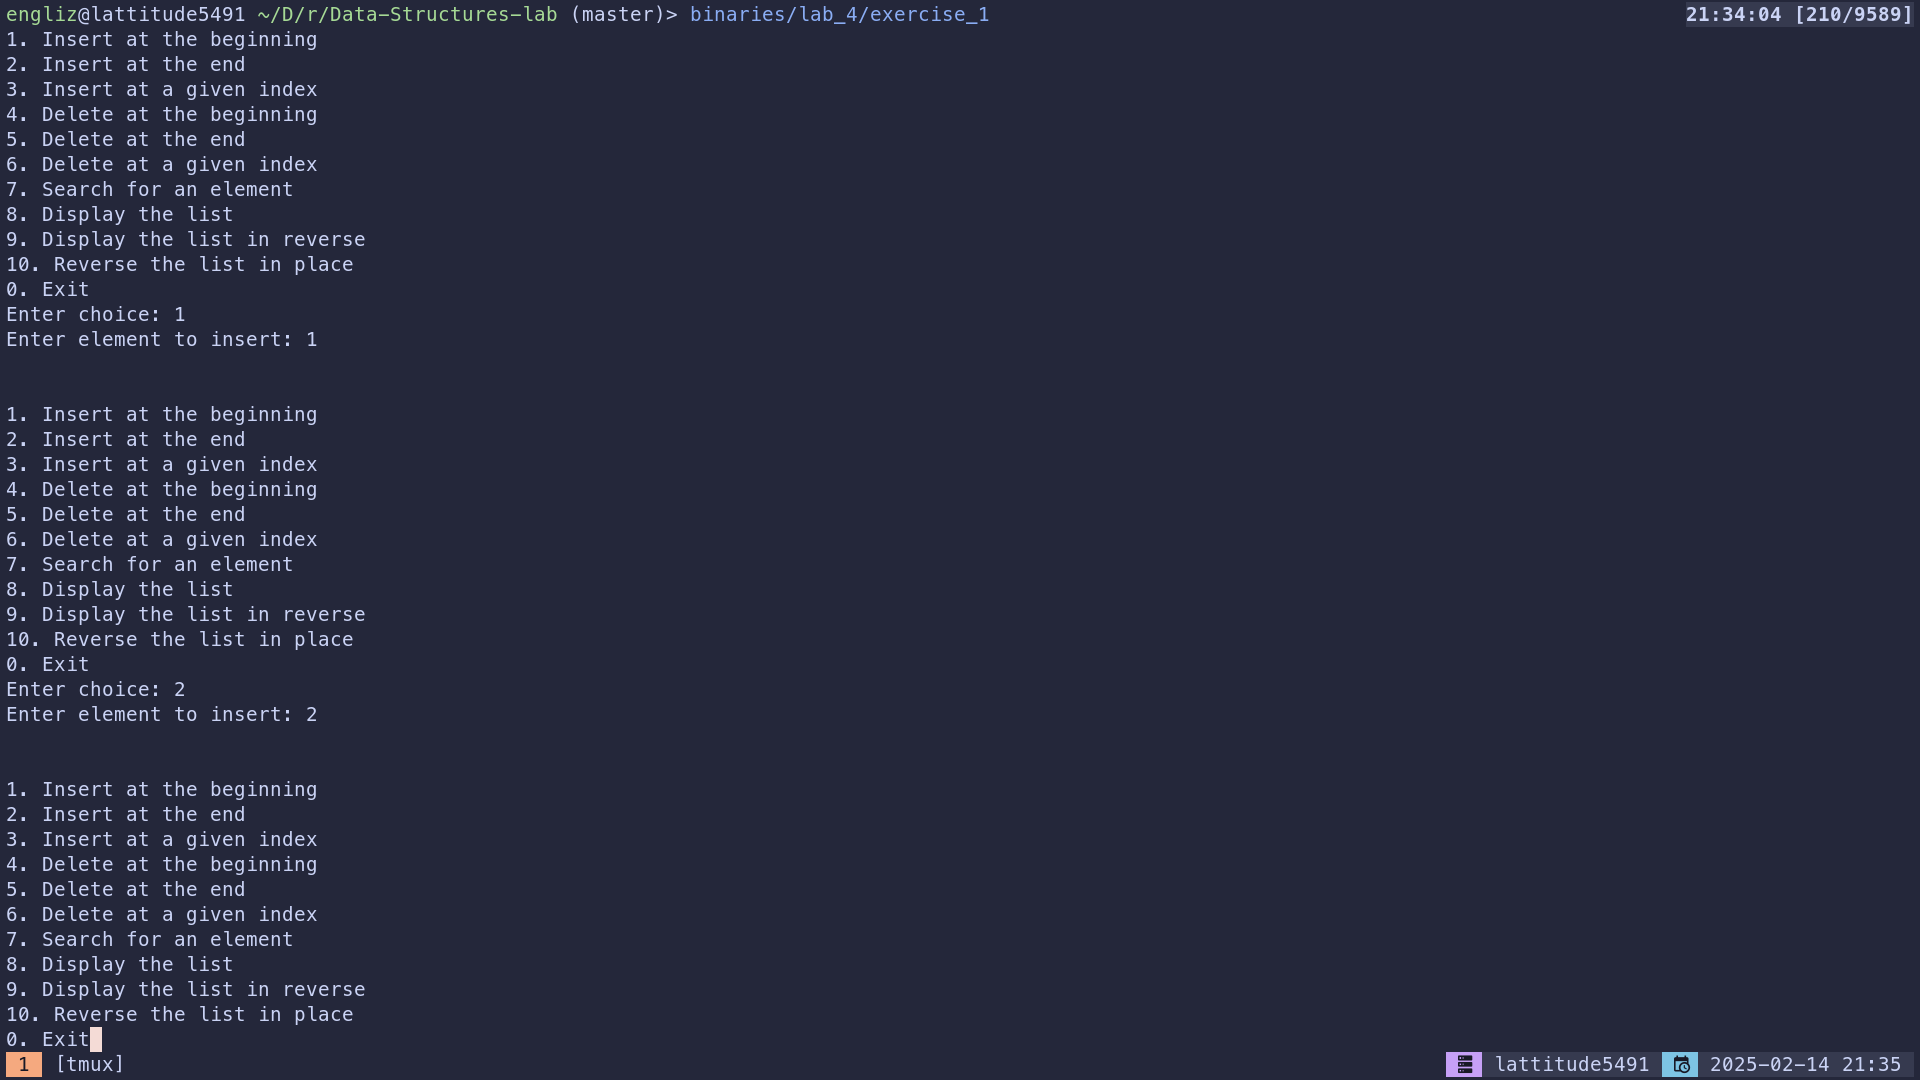 engliz@lattitude5491 ~/D/r/Data-Structures-lab (master)> binaries/lab_4/exercise_1 21:34:04 [210/9589]
1. Insert at the beginning
2. Insert at the end
3. Insert at a given index
4. Delete at the beginning
5. Delete at the end
6. Delete at a given index
7. Search for an element
8. Display the list
9. Display the list in reverse
10. Reverse the list in place
0. Exit
Enter choice: 1
Enter element to insert: 1
1. Insert at the beginning
2. Insert at the end
3. Insert at a given index
4. Delete at the beginning
5. Delete at the end
6. Delete at a given index
7. Search for an element
8. Display the list
9. Display the list in reverse
10. Reverse the list in place
0. Exit
Enter choice: 2
Enter element to insert: 2
1. Insert at the beginning
2. Insert at the end
3. Insert at a given index
4. Delete at the beginning
5. Delete at the end
6. Delete at a given index
7. Search for an element
8. Display the list
9. Display the list in reverse
10. Reverse the list in place
0. Exit
1 [tmux] lattitude5491 2025-02-14 21:35